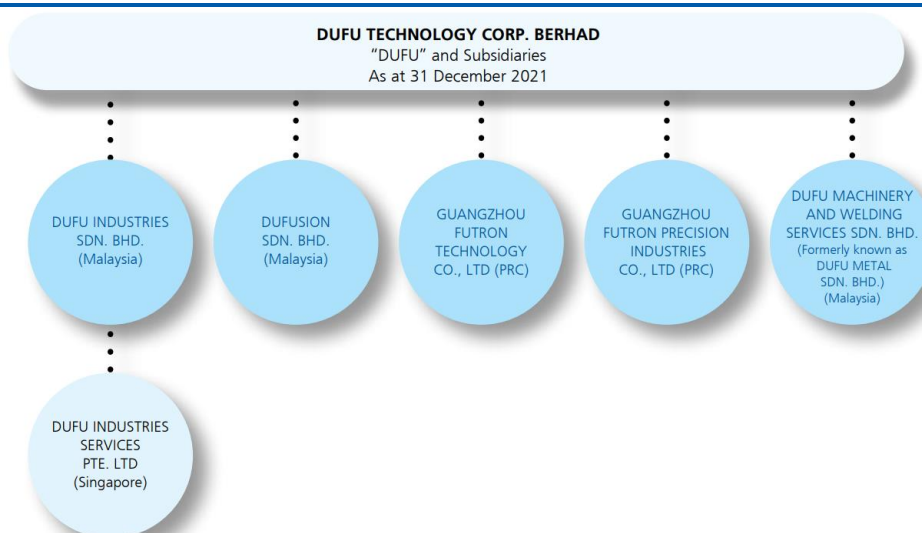 DUFU TECHNOLOGY CORP. BERHAD
“DUFU” and Subsidiaries
As at 31 December 2021
DUFU INDUSTRIES
SDN. BHD.
(Malaysia)
DUFUSION
SDN. BHD.
(Malaysia)
GUANGZHOU
FUTRON
TECHNOLOGY
CO., LTD (PRC)
GUANGZHOU
FUTRON PRECISION
INDUSTRIES
CO., LTD (PRC)
DUFU MACHINERY
AND WELDING
SERVICES SDN. BHD.
(Formerly known as
DUFU METAL
SDN. BHD.)
(Malaysia)
DUFU INDUSTRIES
SERVICES
PTE. LTD
(Singapore)